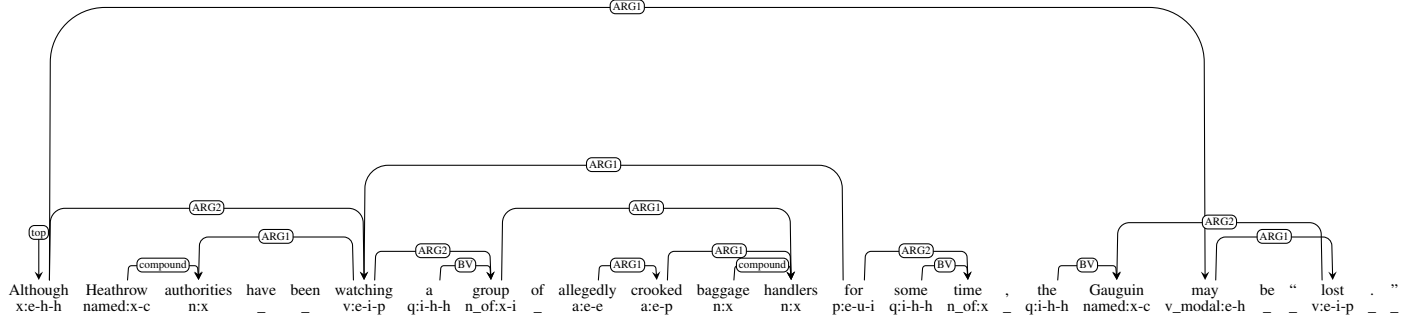 ARG1
ARG1
ARG2 ARG1
top ARG2
ARG1 ARG1
ARG2 ARG1 ARG2
compound BV ARG1 compound BV BV
Although Heathrow authorities have been watching a group of allegedly crooked baggage handlers for some time , the Gauguin may be “ lost . ”
x:e-h-h named:x-c n:x _ _ v:e-i-p q:i-h-h n_of:x-i _ a:e-e a:e-p n:x n:x p:e-u-i q:i-h-h n_of:x _ q:i-h-h named:x-c v_modal:e-h _ _ v:e-i-p _ _